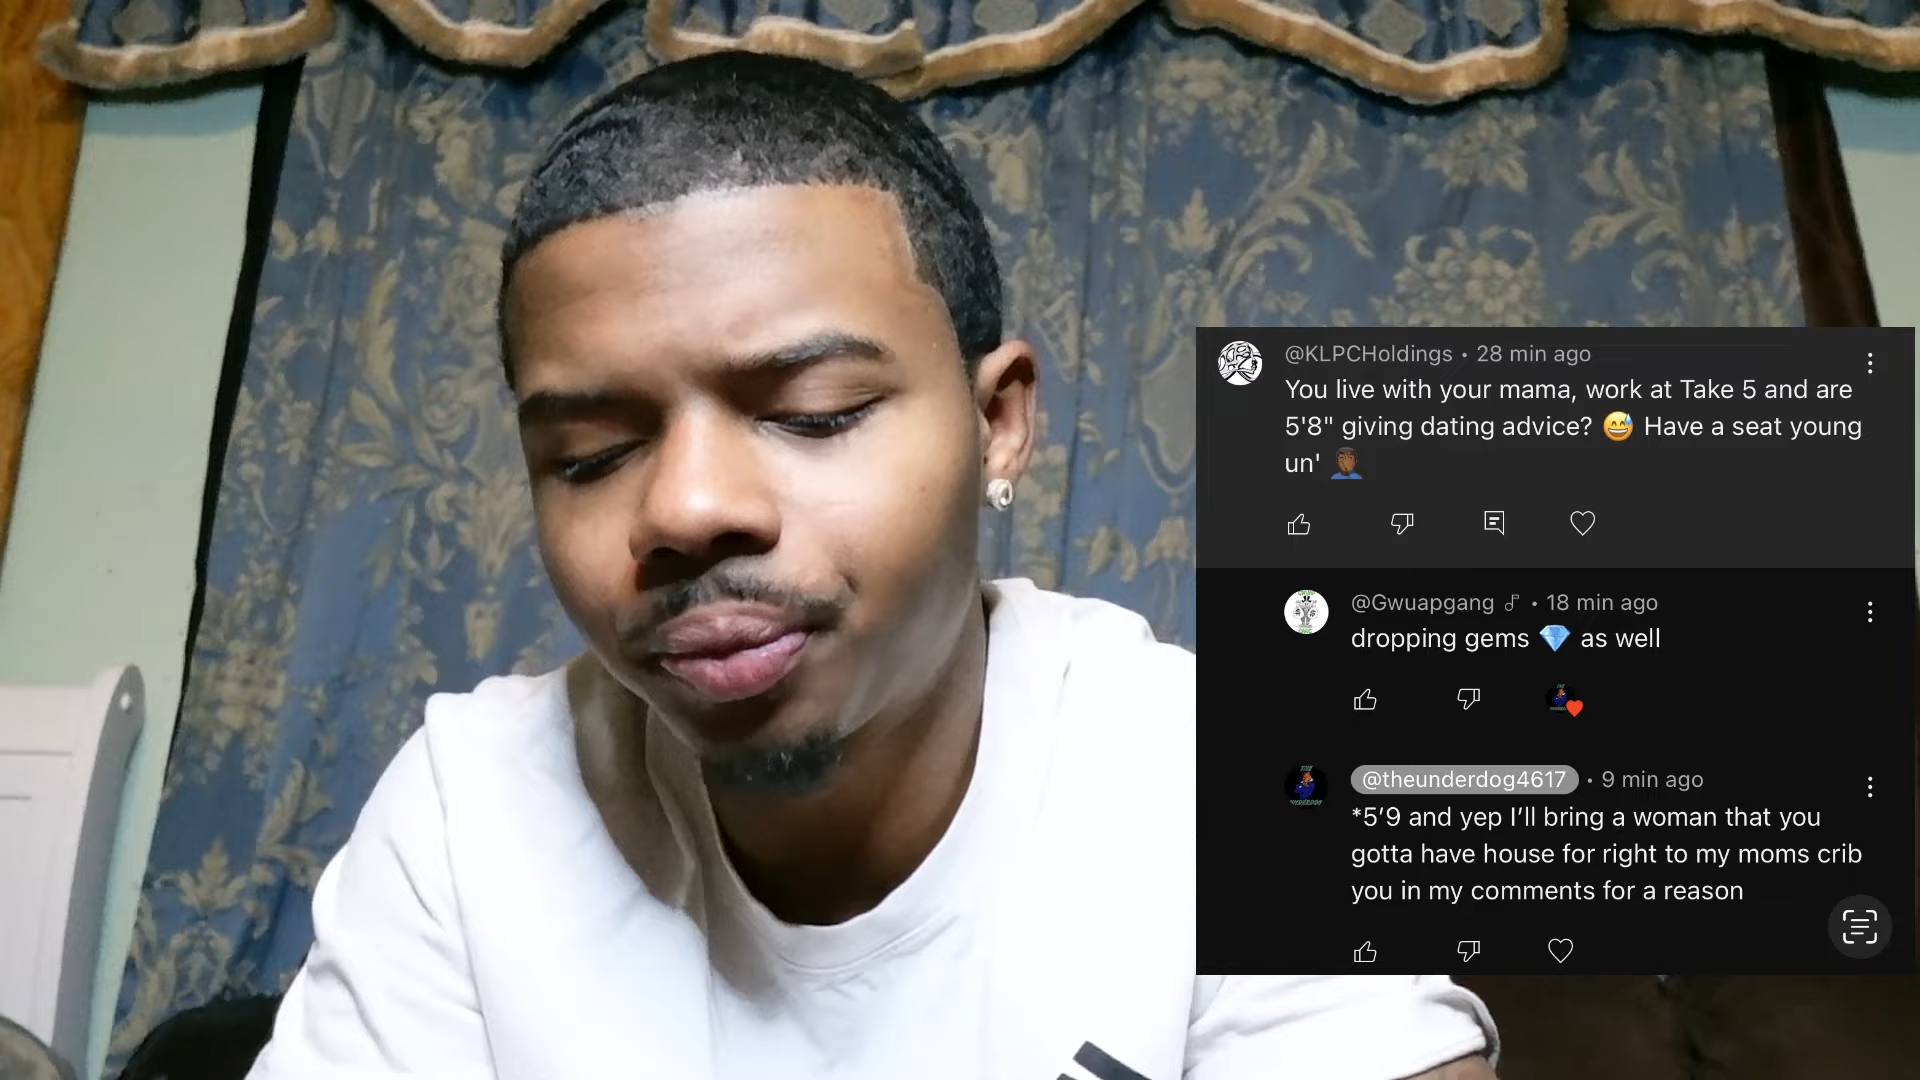 @KLPCHoldings • 28 min ago
You live with your mama, work at Take 5 and are
5'8" giving dating advice? 😅 Have a seat young
un' 🤦🏾‍♂️
@Gwuapgang ♪ • 18 min ago
dropping gems 💎 as well
@theunderdog4617 • 9 min ago
*5’9 and yep I’ll bring a woman that you
gotta have house for right to my moms crib
you in my comments for a reason